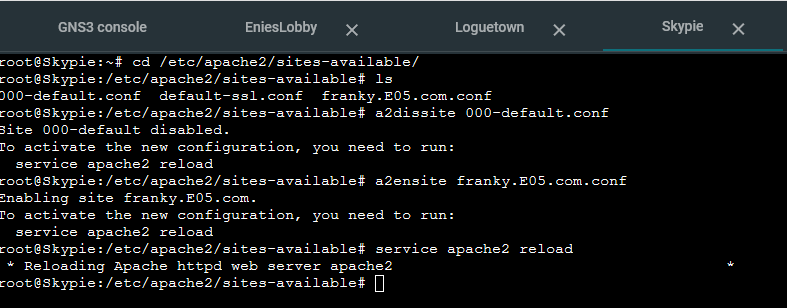 GNS3 console EniesLobby × Loguetown × Skypie ×
root@Skypie:~# cd /etc/apache2/sites-available/
root@Skypie:/etc/apache2/sites-available# ls
000-default.conf  default-ssl.conf  franky.E05.com.conf
root@Skypie:/etc/apache2/sites-available# a2dissite 000-default.conf
Site 000-default disabled.
To activate the new configuration, you need to run:
  service apache2 reload
root@Skypie:/etc/apache2/sites-available# a2ensite franky.E05.com.conf
Enabling site franky.E05.com.
To activate the new configuration, you need to run:
  service apache2 reload
root@Skypie:/etc/apache2/sites-available# service apache2 reload
 * Reloading Apache httpd web server apache2 *
root@Skypie:/etc/apache2/sites-available#